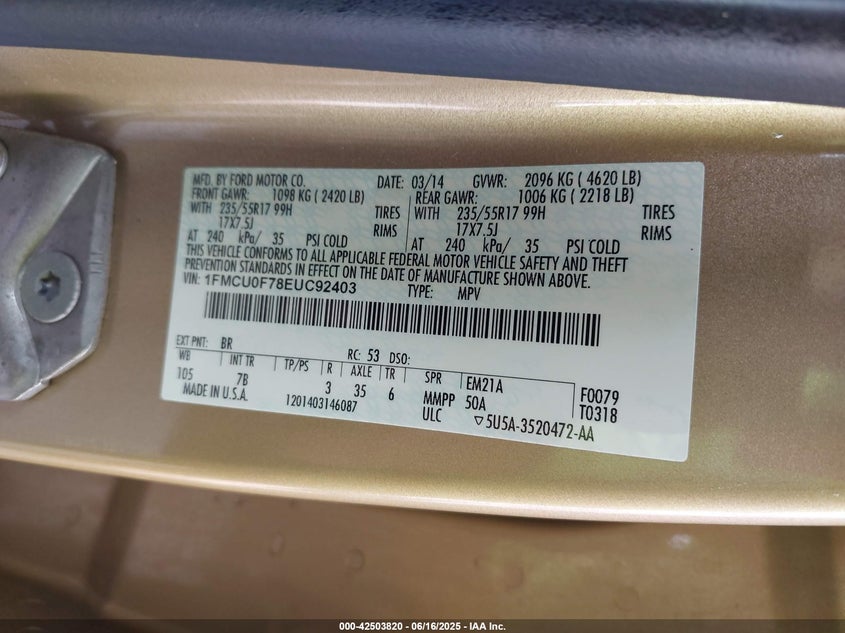 MFD. BY FORD MOTOR CO.
DATE: 03/14 GVWR: 2096 KG ( 4620 LB)
FRONT GAWR: 1098 KG ( 2420 LB)
REAR GAWR: 1006 KG ( 2218 LB)
WITH 235/55R17 99H TIRES
WITH 235/55R17 99H TIRES
17X7.5J RIMS
17X7.5J RIMS
AT 240 kPa/ 35 PSI COLD
AT 240 kPa/ 35 PSI COLD
THIS VEHICLE CONFORMS TO ALL APPLICABLE FEDERAL MOTOR VEHICLE SAFETY AND THEFT
PREVENTION STANDARDS IN EFFECT ON THE DATE OF MANUFACTURE SHOWN ABOVE.
VIN: 1FMCU0F78EUC92403 TYPE: MPV
EXT PNT: BR RC: 53 DSO:
WB INT TR TP/PS R AXLE TR SPR EM21A F0079
105 7B 3 35 6 MMPP 50A T0318
MADE IN U.S.A. 1201403146087 ULC ▽5U5A-3520472-AA
000-42503820 - 06/16/2025 - IAA Inc.